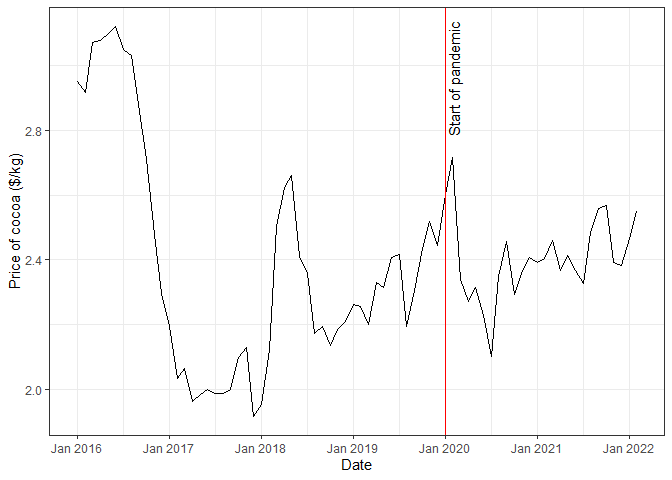 Start of pandemic
Price of cocoa ($/kg)
2.8
2.4
2.0
Jan 2016 Jan 2017 Jan 2018 Jan 2019 Jan 2020 Jan 2021 Jan 2022
Date